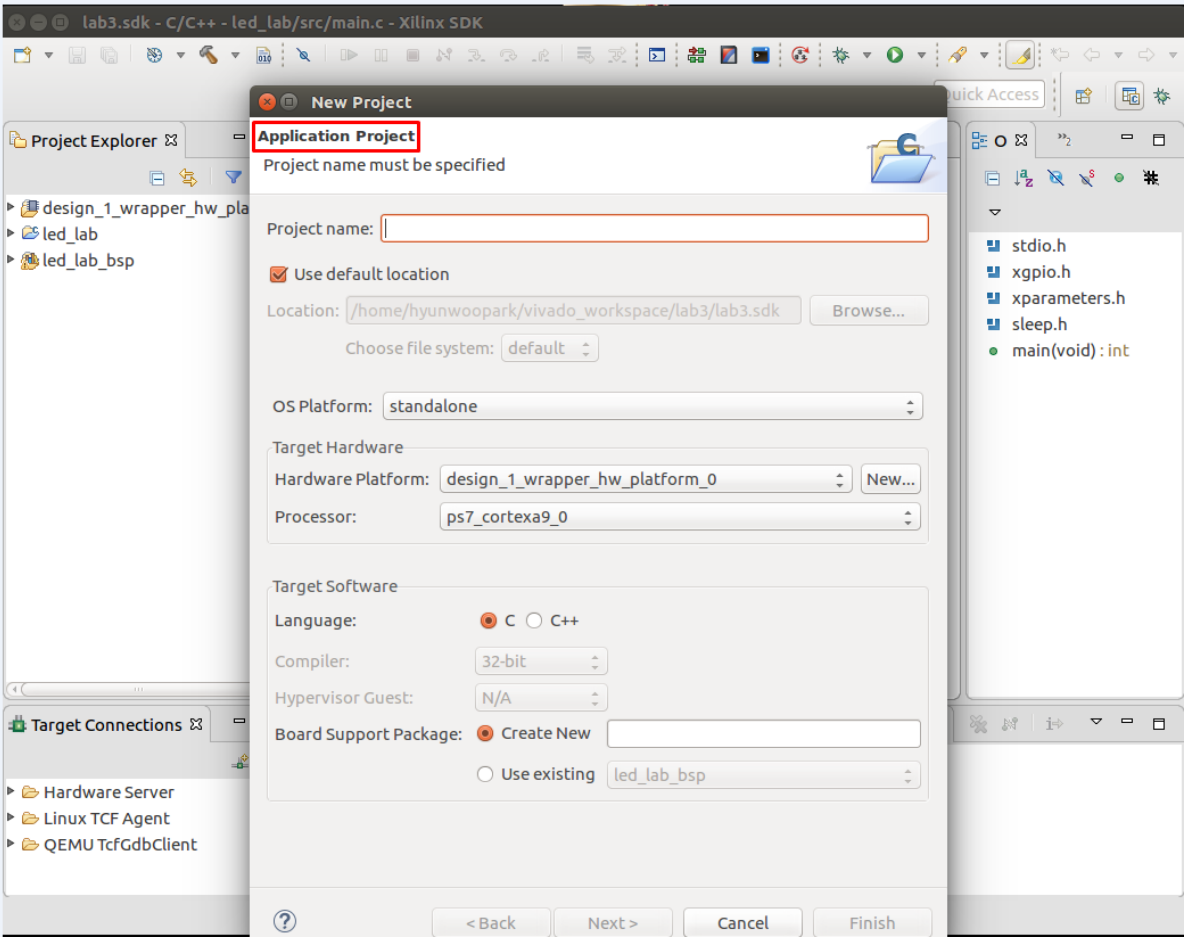 lab3.sdk - C/C++ - led_lab/src/main.c - Xilinx SDK
010
Quick Access
New Project
Application Project
Project name must be specified
Project Explorer
design_1_wrapper_hw_pla
led_lab
led_lab_bsp
Project name:
Use default location
Location: /home/hyunwoopark/vivado_workspace/lab3/lab3.sdk Browse...
Choose file system: default
OS Platform: standalone
Target Hardware
Hardware Platform: design_1_wrapper_hw_platform_0 New...
Processor: ps7_cortexa9_0
Target Software
Language: C C++
Compiler: 32-bit
Hypervisor Guest: N/A
Board Support Package: Create New
Use existing led_lab_bsp
< Back Next > Cancel Finish
O
2
stdio.h
xgpio.h
xparameters.h
sleep.h
main(void) : int
Target Connections
Hardware Server
Linux TCF Agent
QEMU TcfGdbClient